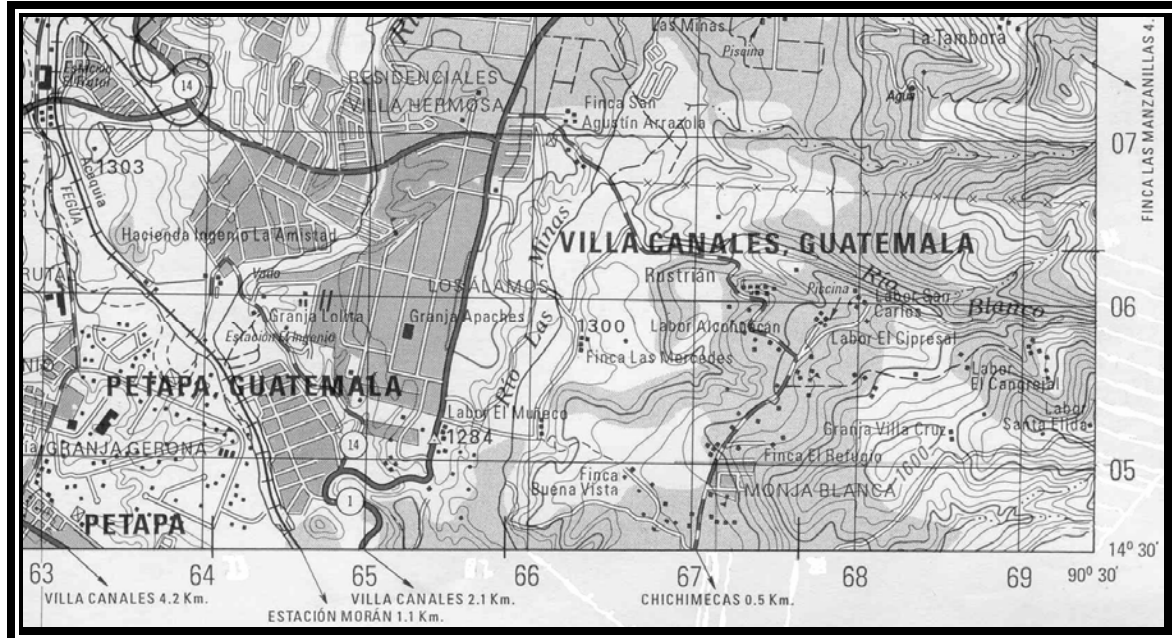 Las Minas
Piscina
La Tambora
Estación
14
RESIDENCIALES
VILLA HERMOSA
Finca San
Agustín Arrazola
Agua
FINCA LAS MANZANILLAS 4.
07
1303
Acequia
FEGUA
Hacienda Ingenio La Amistad
VILLA CANALES, GUATEMALA
Río Las Minas
Vado
LOS ALAMOS
Rustrián
Piscina
Río Blanco
Labor San
Carlos
06
Granja Lolita
Granja Apaches
Estación El Ingenio
1300
Finca Las Mercedes
Labor El Cipresal
PETAPA, GUATEMALA
Labor
El Cangrejal
Labor El Muñeco
1284
Labor
Santa Elida
GRANJA GERONA
14
Granja Villa Cruz
Finca El Refugio
05
Finca
Buena Vista
MONJA BLANCA
1600
1
PETAPA
14° 30'
63 64 65 66 67 68 69 90° 30'
VILLA CANALES 4.2 Km.
ESTACIÓN MORÁN 1.1 Km.
VILLA CANALES 2.1 Km.
CHICHIMECAS 0.5 Km.